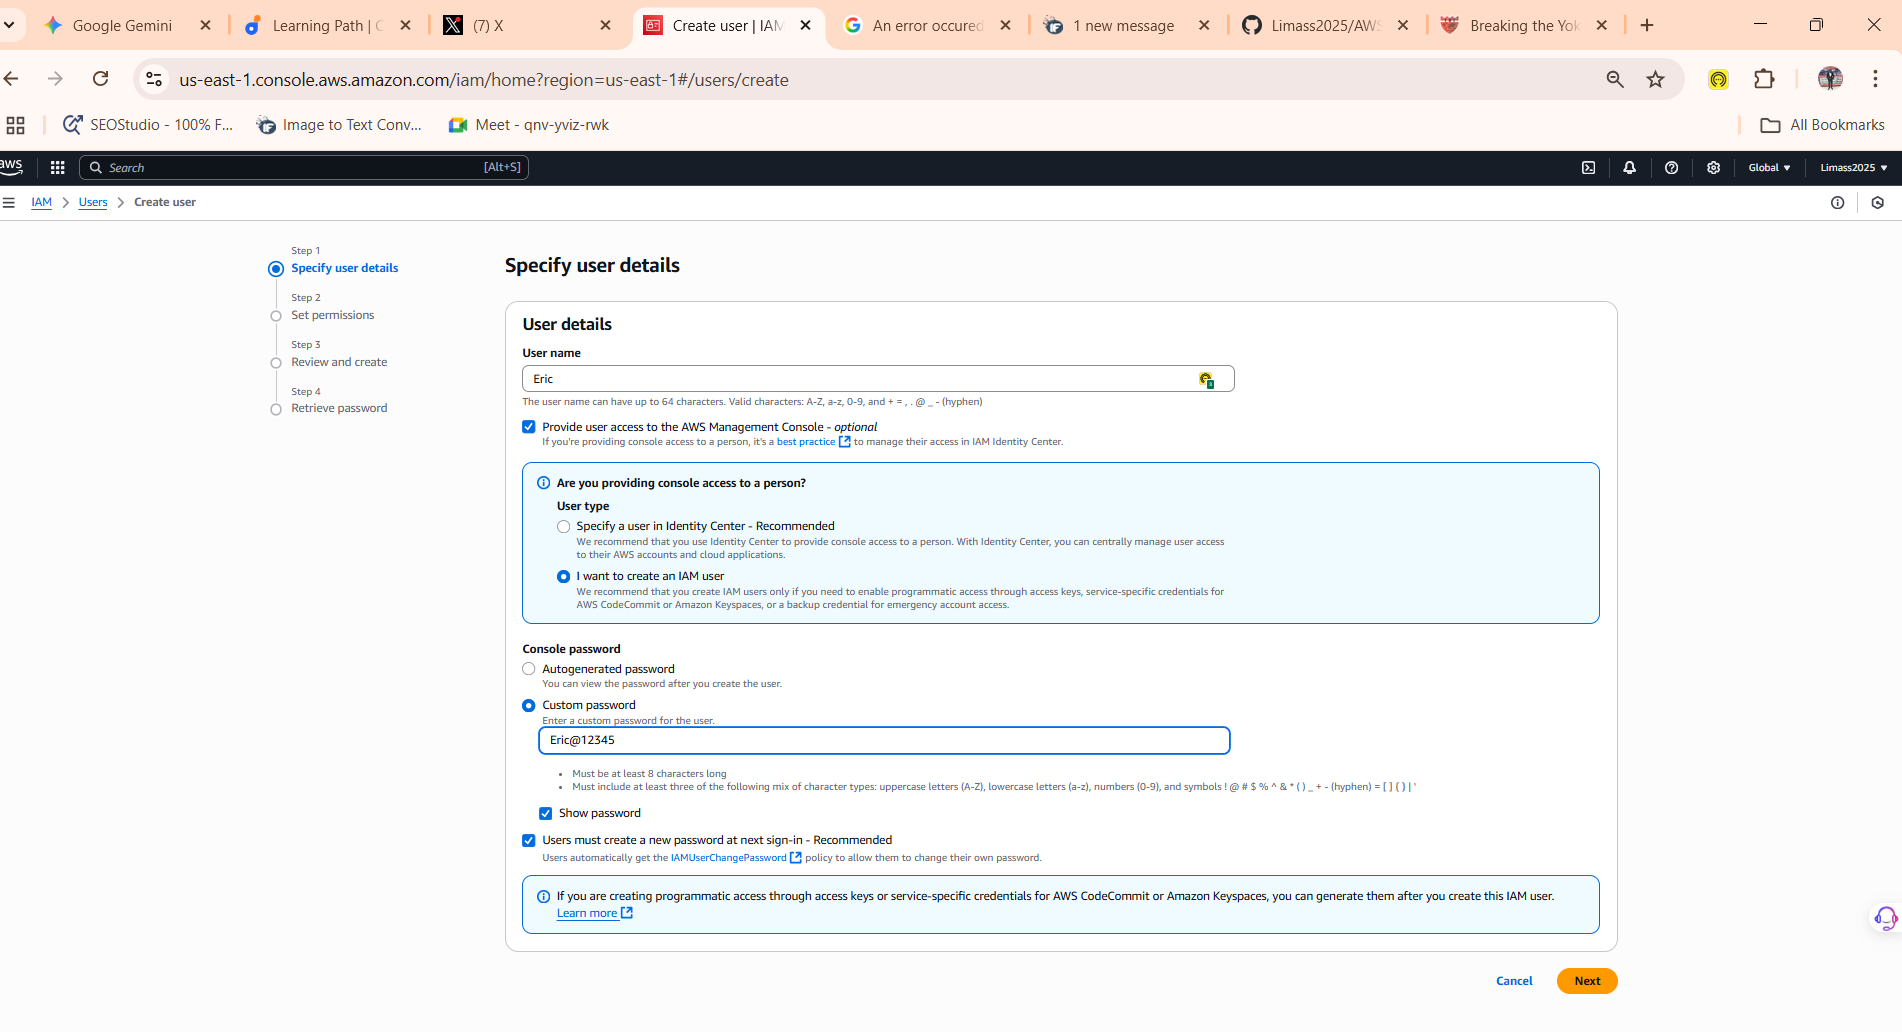 Google Gemini
Learning Path | C
(7) X
Create user | IAM
An error occured
1 new message
Limass2025/AWS
Breaking the Yok
us-east-1.console.aws.amazon.com/iam/home?region=us-east-1#/users/create
SEOStudio - 100% F...
Image to Text Conv...
Meet - qnv-yviz-rwk
All Bookmarks
aws
Search
[Alt+S]
Global
Limass2025
IAM
Users
Create user
Step 1
Specify user details
Step 2
Set permissions
Step 3
Review and create
Step 4
Retrieve password
Specify user details
User details
User name
Eric
The user name can have up to 64 characters. Valid characters: A-Z, a-z, 0-9, and + = , . @ _ - (hyphen)
Provide user access to the AWS Management Console - optional
If you're providing console access to a person, it's a best practice to manage their access in IAM Identity Center.
Are you providing console access to a person?
User type
Specify a user in Identity Center - Recommended
We recommend that you use Identity Center to provide console access to a person. With Identity Center, you can centrally manage user access
to their AWS accounts and cloud applications.
I want to create an IAM user
We recommend that you create IAM users only if you need to enable programmatic access through access keys, service-specific credentials for
AWS CodeCommit or Amazon Keyspaces, or a backup credential for emergency account access.
Console password
Autogenerated password
You can view the password after you create the user.
Custom password
Enter a custom password for the user.
Eric@12345
Must be at least 8 characters long
Must include at least three of the following mix of character types: uppercase letters (A-Z), lowercase letters (a-z), numbers (0-9), and symbols ! @ # $ % ^ & * ( ) _ + - (hyphen) = [ ] { } | '
Show password
Users must create a new password at next sign-in - Recommended
Users automatically get the IAMUserChangePassword policy to allow them to change their own password.
If you are creating programmatic access through access keys or service-specific credentials for AWS CodeCommit or Amazon Keyspaces, you can generate them after you create this IAM user.
Learn more
Cancel
Next